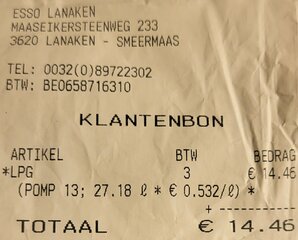 ESSO LANAKEN
MAASEIKERSTEENWEG 233
3620 LANAKEN - SMEERMAAS
TEL: 0032(0)89722302
BTW: BE0658716310
KLANTENBON
ARTIKEL BTW BEDRAG
*LPG 3 € 14.46
(POMP 13; 27.18 ℓ * € 0.532/ℓ) *
+ --------
TOTAAL € 14.46